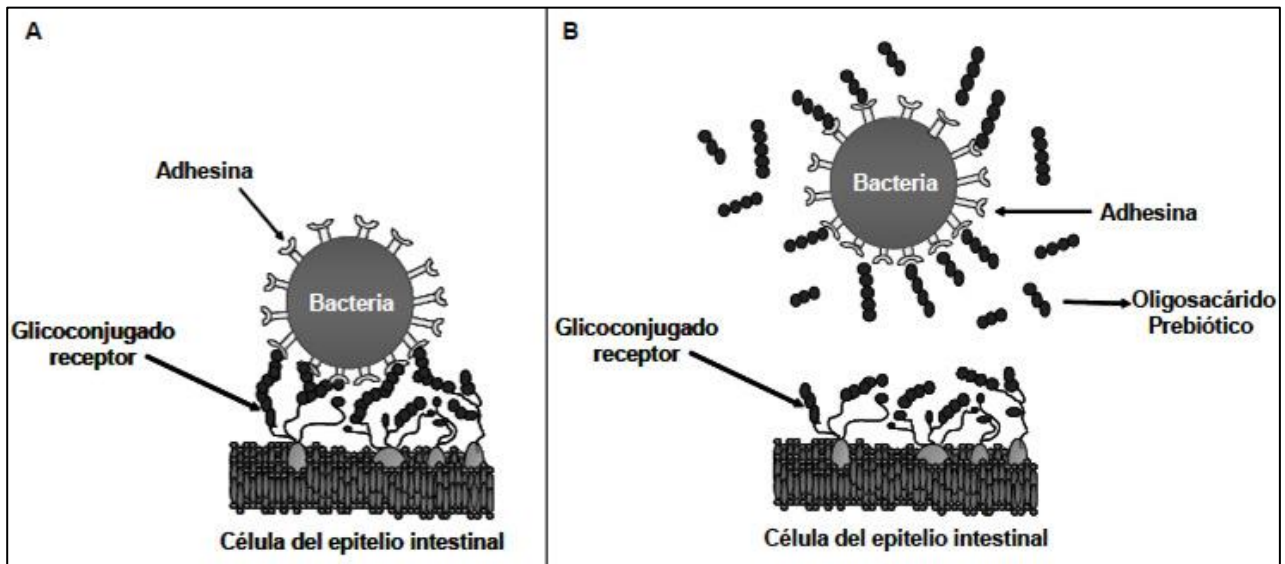 A
Adhesina
Bacteria
Glicoconjugado
receptor
Célula del epitelio intestinal
B
Bacteria
Adhesina
Oligosacárido
Prebiótico
Glicoconjugado
receptor
Célula del epitelio intestinal